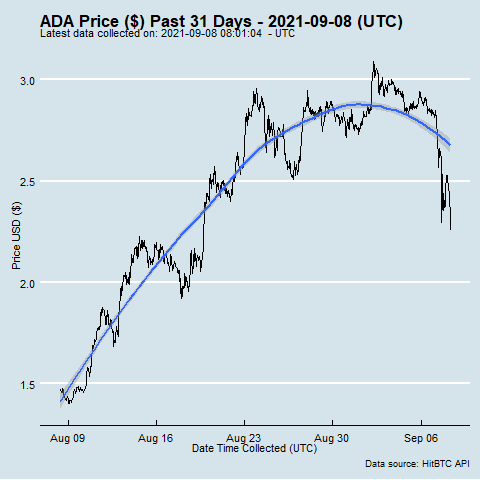 ADA Price ($) Past 31 Days - 2021-09-08 (UTC)
Latest data collected on: 2021-09-08 08:01:04 - UTC
3.0
2.5
2.0
1.5
Price USD ($)
Aug 09 Aug 16 Aug 23 Aug 30 Sep 06
Date Time Collected (UTC)
Data source: HitBTC API